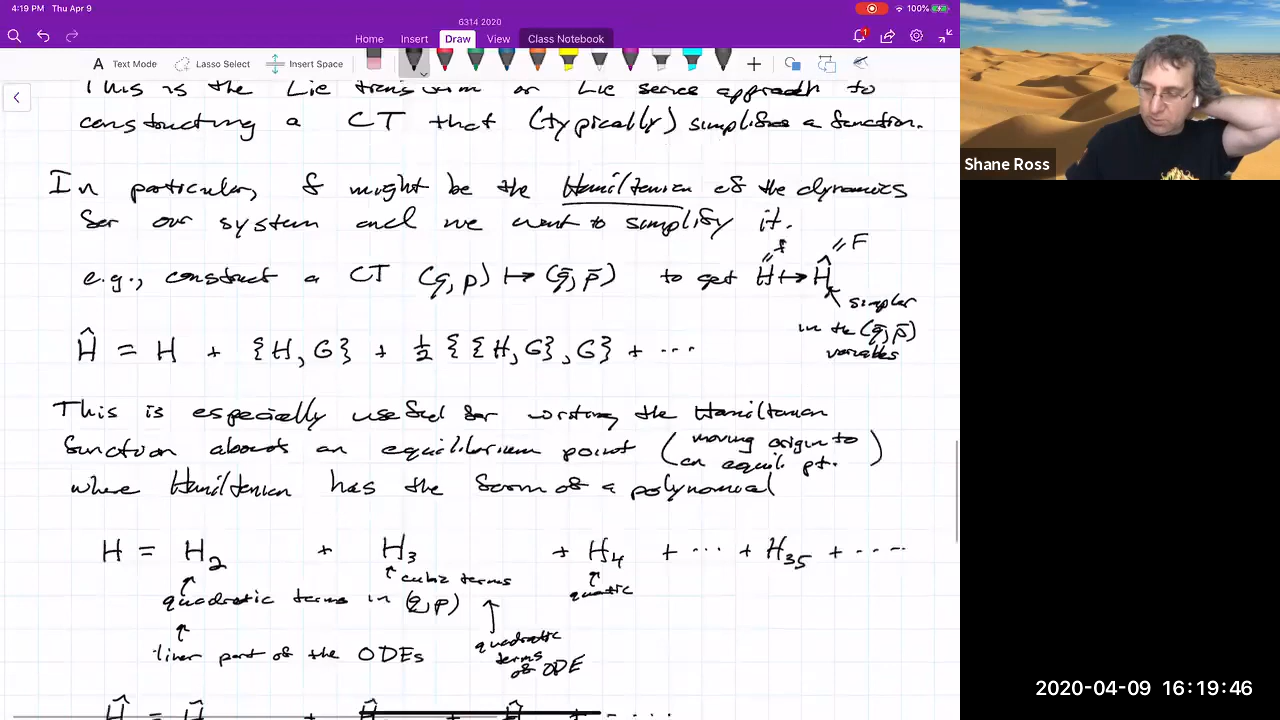 4:19 PM Thu Apr 9
100%
6314 2020
Home Insert Draw View Class Notebook
Text Mode Lasso Select Insert Space
This is the Lie transform or Lie series approach to
constructing a CT that (typically) simplifies a function.
In particular, f might be the Hamiltonian of the dynamics
for our system and we want to simplify it.
e.g., construct a CT (q, p) ↦ (q̄, p̄) to get H ↦ Ĥ
= f
= F
simpler
in the (q̄, p̄)
variables
Ĥ = H + {H, G} + 1/2 {{H, G}, G} + ...
This is especially useful for writing the Hamiltonian
function about an equilibrium point (moving origin to
an equil. pt.)
where Hamiltonian has the form of a polynomial
H = H₂ + H₃ + H₄ + ... + H₃₅ + ....
quadratic terms in (q, p)
cubic terms
quartic
linear part of the ODEs
quadratic
terms
of ODE
Ĥ = Ĥ + Ĥ + Ĥ + ....
Shane Ross
2020-04-09 16:19:46